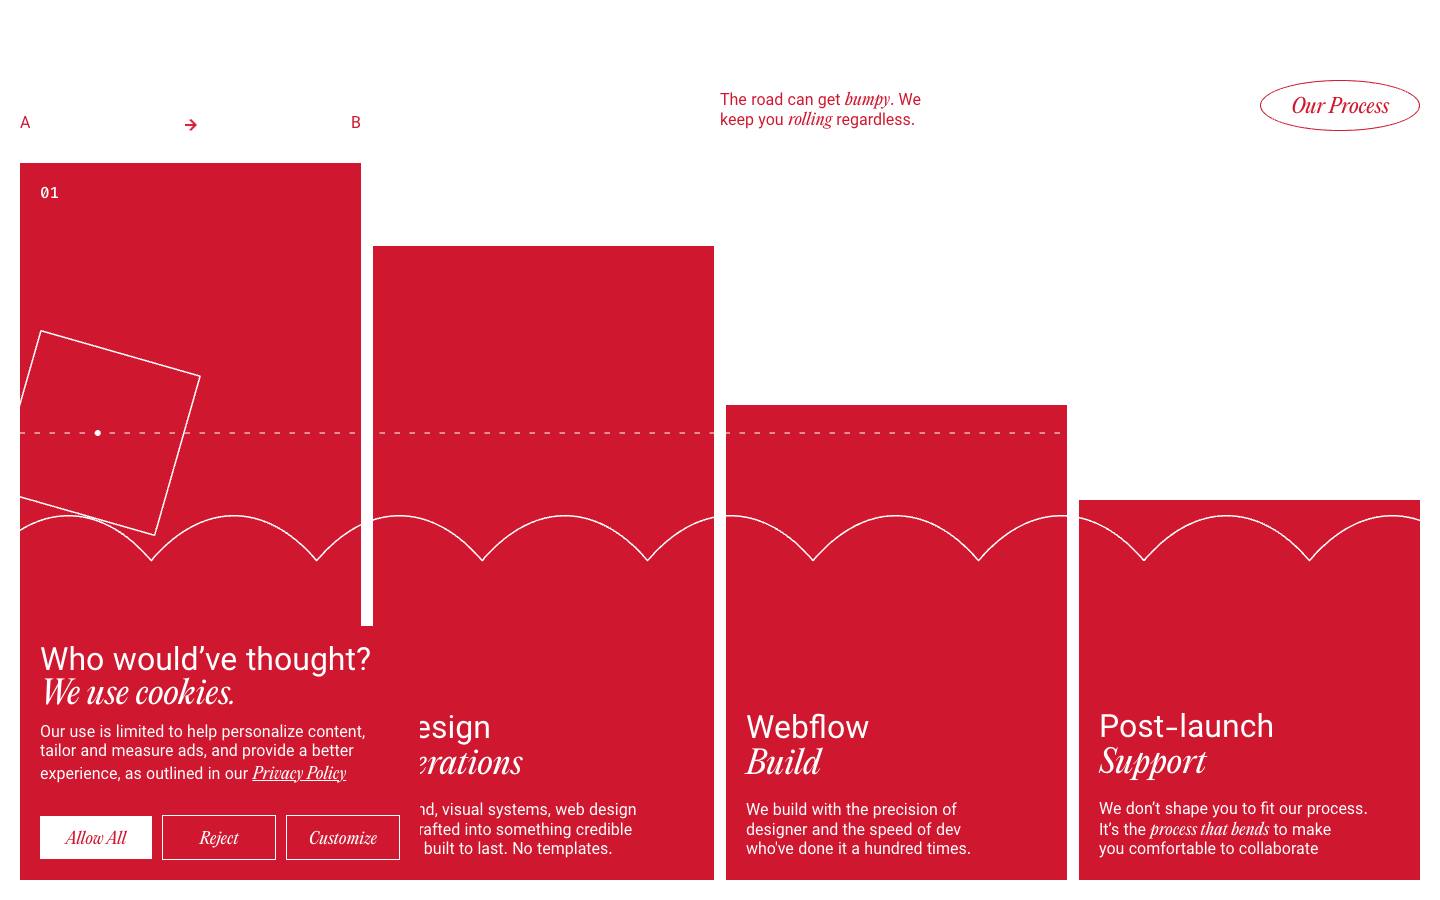 The road can get bumpy. We
keep you rolling regardless.
Our Process
A
B
01
Who would’ve thought?
We use cookies.
Our use is limited to help personalize content,
tailor and measure ads, and provide a better
experience, as outlined in our Privacy Policy
Allow All
Reject
Customize
esign
erations
visual systems, web design
rafted into something credible
built to last. No templates.
Webflow
Build
We build with the precision of
designer and the speed of dev
who've done it a hundred times.
Post-launch
Support
We don’t shape you to fit our process.
It’s the process that bends to make
you comfortable to collaborate